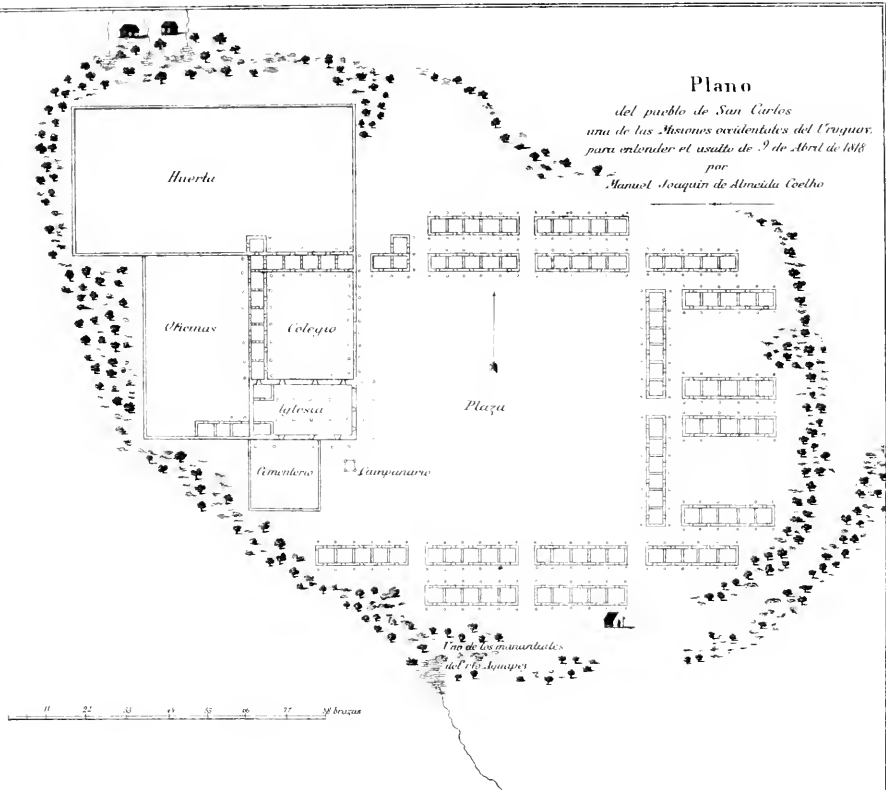 Plano
del pueblo de San Carlos
una de las Misiones occidentales del Uruguay,
para entender el asalto de 9 de Abril de 1818
por
Manuel Joaquin de Almeida Coelho
Huerta
Oficinas
Colegio
Iglesia
Plaza
Cementerio
Campanario
Uno de los manantiales
del rio Aguapey
11 22 33 44 55 66 77 88 brazas